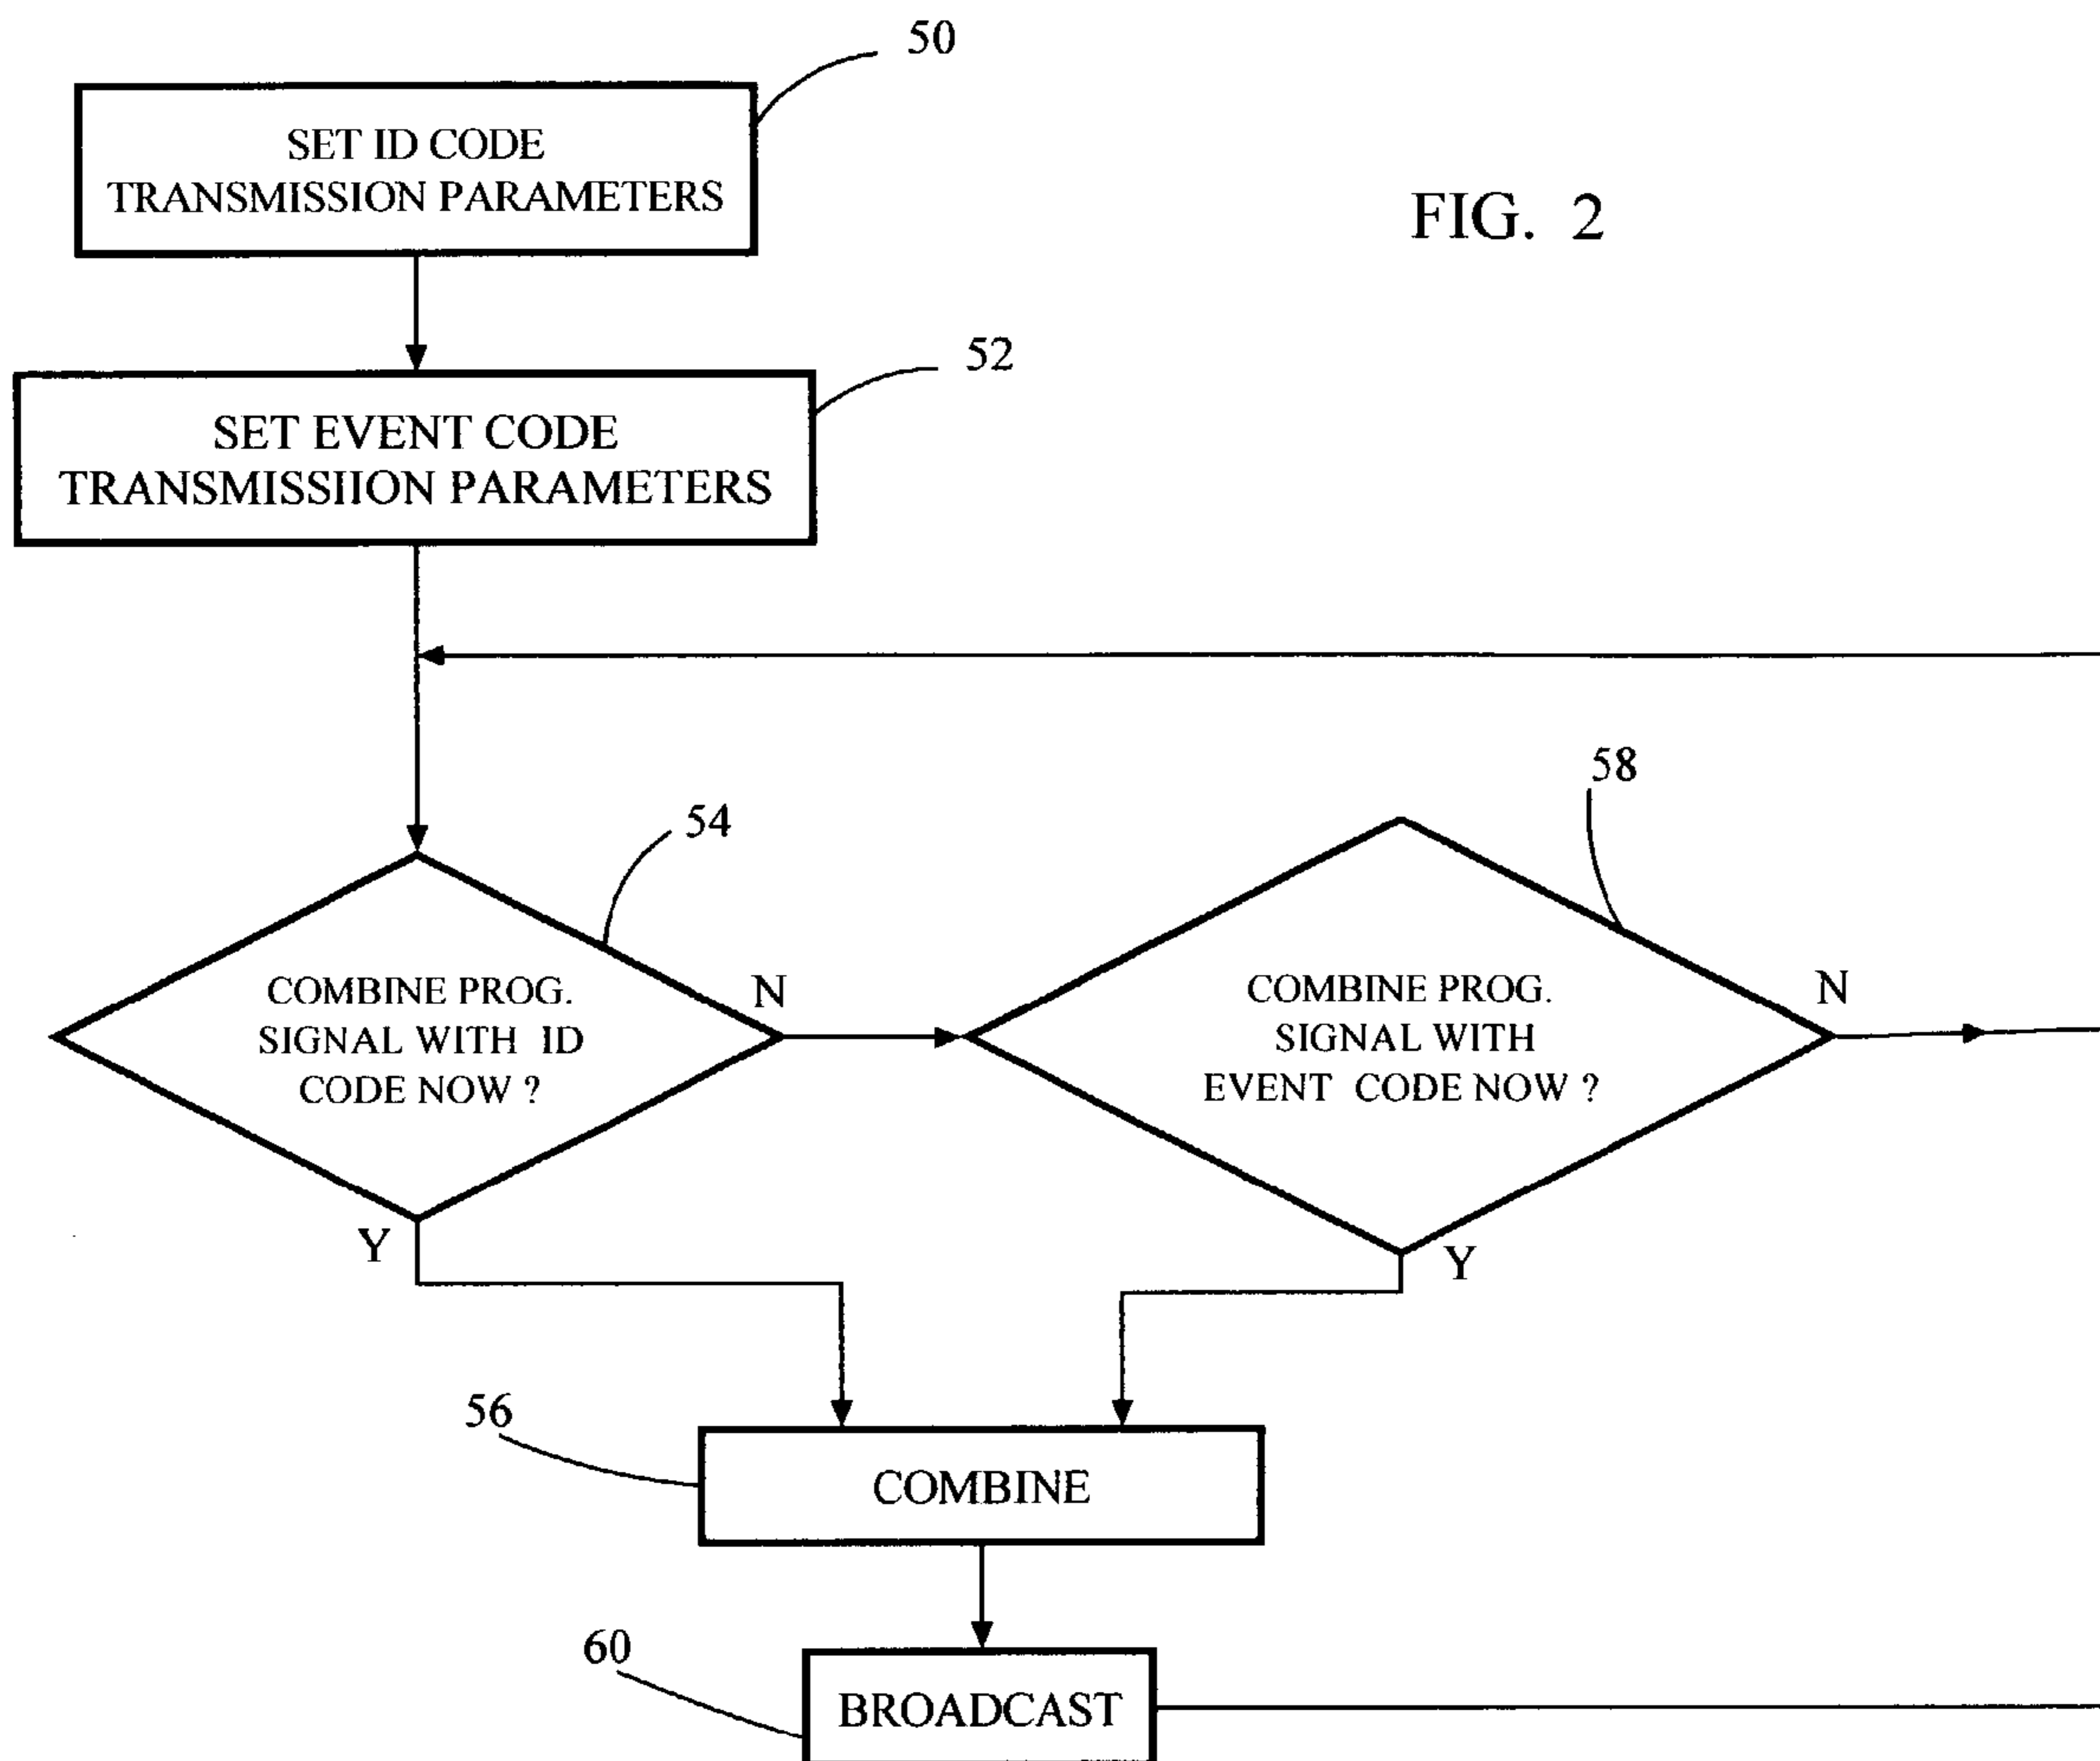 50
SET ID CODE
TRANSMISSION PARAMETERS
FIG. 2
52
SET EVENT CODE
TRANSMISSIION PARAMETERS
54
58
COMBINE PROG.
SIGNAL WITH ID
CODE NOW ?
N
COMBINE PROG.
SIGNAL WITH
EVENT CODE NOW ?
N
Y
Y
56
COMBINE
60
BROADCAST